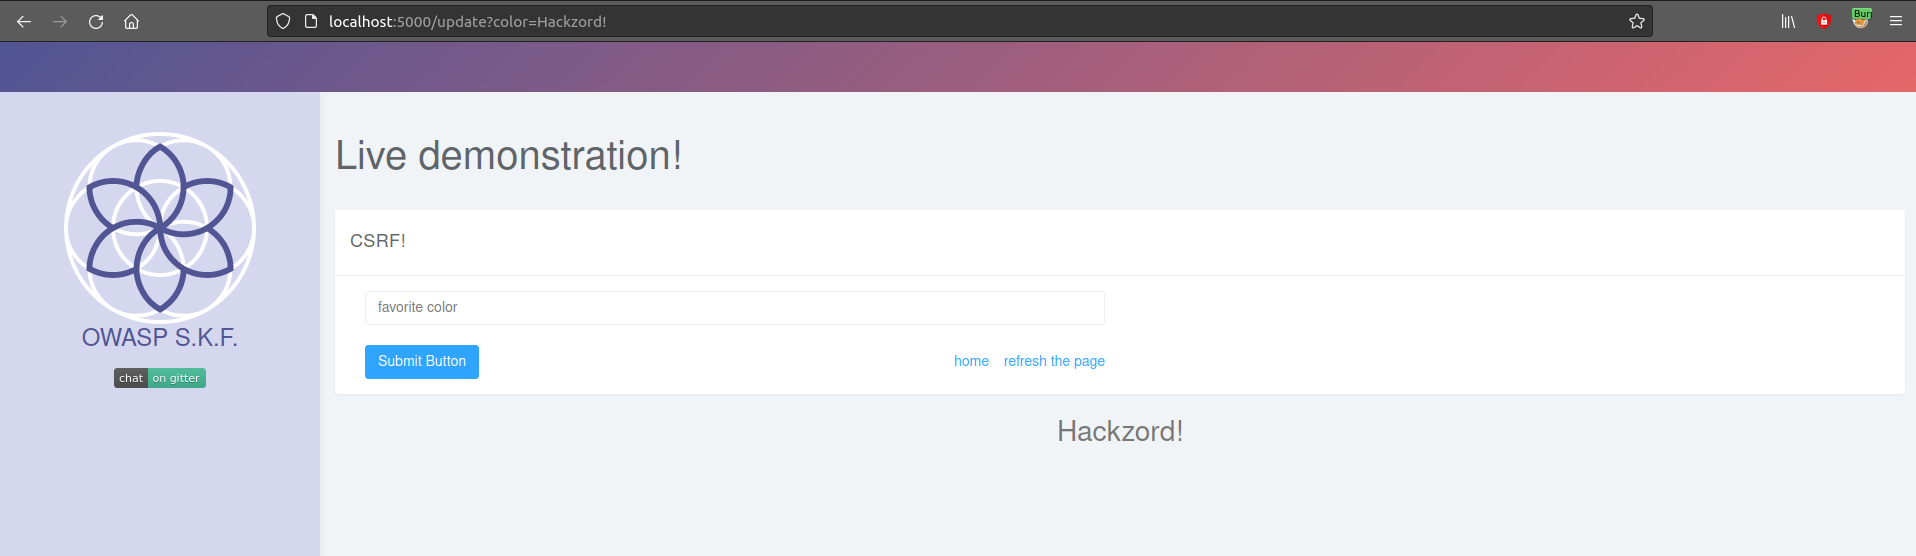 localhost:5000/update?color=Hackzord!
Live demonstration!
CSRF!
favorite color
Submit Button
home refresh the page
Hackzord!
OWASP S.K.F.
chat on gitter